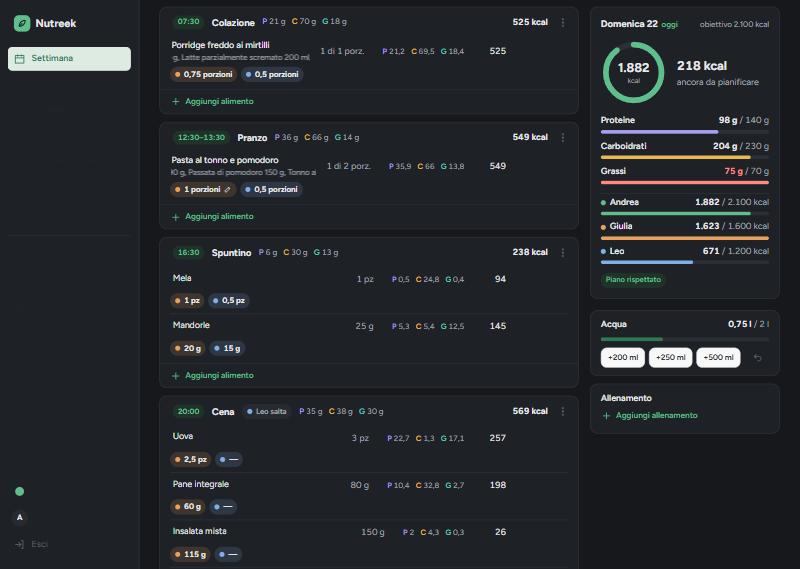 Nutreek
Settimana
A
Esci
07:30 Colazione P 21 g C 70 g G 18 g 525 kcal
Porridge freddo ai mirtilli 1 di 1 porz. P 21,2 C 69,5 G 18,4 525
g, Latte parzialmente scremato 200 ml
0,75 porzioni 0,5 porzioni
+ Aggiungi alimento
12:30–13:30 Pranzo P 36 g C 66 g G 14 g 549 kcal
Pasta al tonno e pomodoro 1 di 2 porz. P 35,9 C 66 G 13,8 549
g, Passata di pomodoro 150 g, Tonno al
1 porzioni 0,5 porzioni
+ Aggiungi alimento
16:30 Spuntino P 6 g C 30 g G 13 g 238 kcal
Mela 1 pz P 0,5 C 24,8 G 0,4 94
1 pz 0,5 pz
Mandorle 25 g P 5,3 C 5,4 G 12,5 145
20 g 15 g
+ Aggiungi alimento
20:00 Cena Leo salta P 35 g C 38 g G 30 g 569 kcal
Uova 3 pz P 22,7 C 1,3 G 17,1 257
2,5 pz —
Pane integrale 80 g P 10,4 C 32,8 G 2,7 198
60 g —
Insalata mista 150 g P 2 C 4,3 G 0,3 26
115 g —
Domenica 22 oggi obiettivo 2.100 kcal
1.882 kcal
218 kcal
ancora da pianificare
Proteine 98 g / 140 g
Carboidrati 204 g / 230 g
Grassi 75 g / 70 g
Andrea 1.882 / 2.100 kcal
Giulia 1.623 / 1.600 kcal
Leo 671 / 1.200 kcal
Piano rispettato
Acqua 0,75 l / 2 l
+200 ml +250 ml +500 ml
Allenamento
+ Aggiungi allenamento